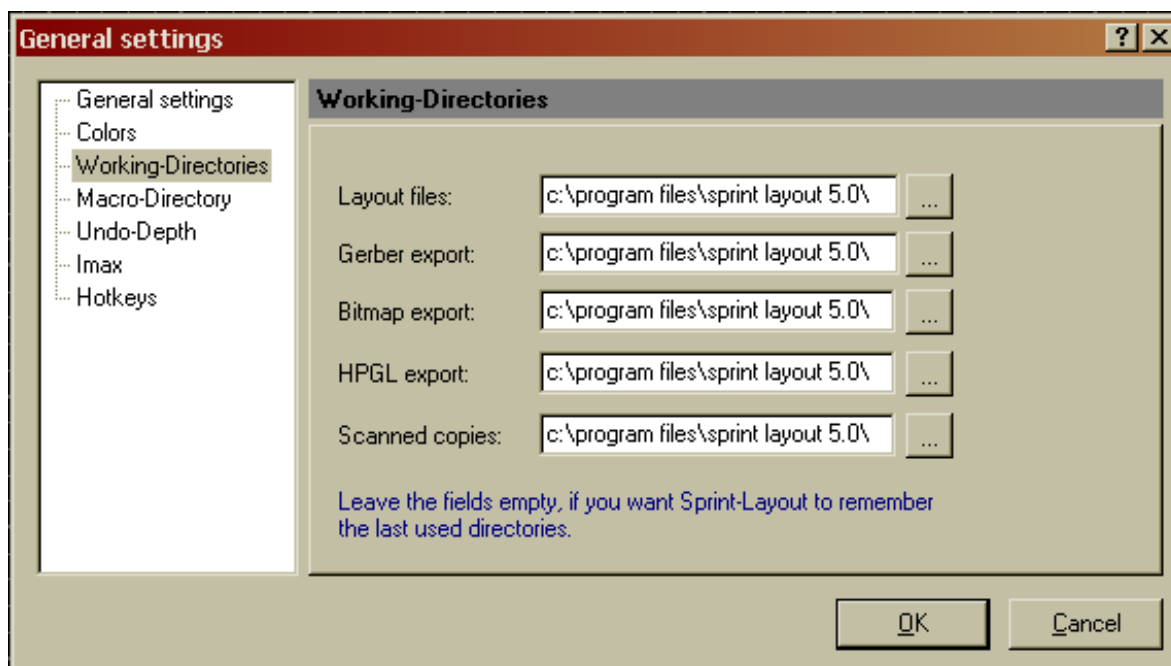 General settings
General settings
Colors
Working-Directories
Macro-Directory
Undo-Depth
Imax
Hotkeys
Working-Directories
Layout files: c:\program files\sprint layout 5.0\ ...
Gerber export: c:\program files\sprint layout 5.0\ ...
Bitmap export: c:\program files\sprint layout 5.0\ ...
HPGL export: c:\program files\sprint layout 5.0\ ...
Scanned copies: c:\program files\sprint layout 5.0\ ...
Leave the fields empty, if you want Sprint-Layout to remember
the last used directories.
OK Cancel